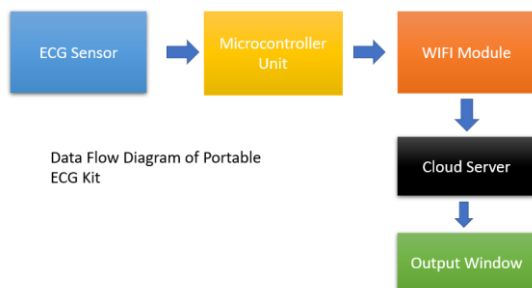 ECG Sensor
Microcontroller
Unit
WIFI Module
Data Flow Diagram of Portable
ECG Kit
Cloud Server
Output Window